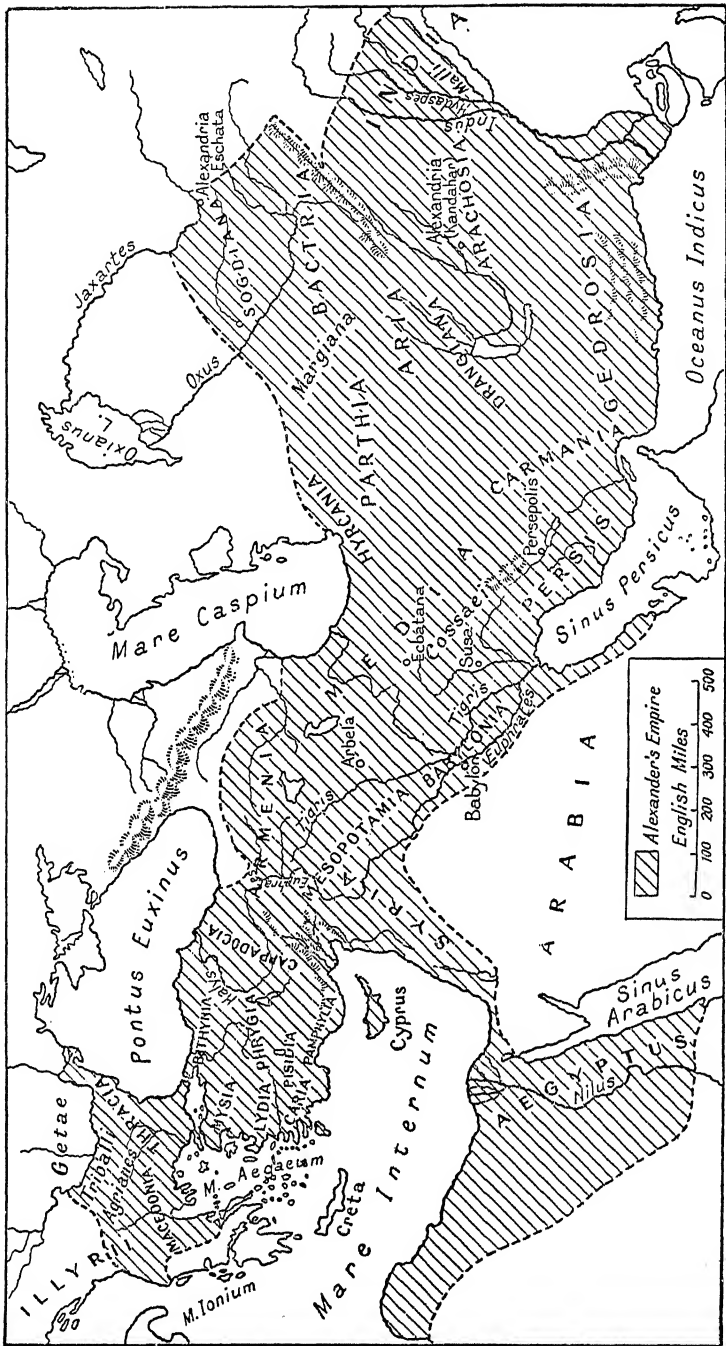 ILLYRII
Getae
Triballi
Agrianes
THRACIA
MACEDONIA
M. Ionium
M. Aegaeum
Creta
Mare Internum
Cyprus
Pontus Euxinus
BITHYNIA
MYSIA
LYDIA
PHRYGIA
CARIA
PISIDIA
PAMPHYLIA
Halys
CAPPADOCIA
ARMENIA
Tigris
MESOPOTAMIA
SYRIA
AEGYPTUS
Nilus
Sinus
Arabicus
ARABIA
Arbela
MEDIA
Ecbatana
Cossaei
Susa
Tigris
BABYLONIA
Babylon
Euphrates
PERSIS
Persepolis
Sinus Persicus
Mare Caspium
HYRCANIA
PARTHIA
CARMANIA
Oxianus
L.
Jaxartes
Oxus
SOGDIANA
Alexandria
Eschata
Margiana
BACTRIA
ARIA
DRANGIANA
Alexandria
(Kandahar)
ARACHOSIA
GEDROSIA
INDIA
Malli
Hydaspes
Indus
Oceanus Indicus
Alexander's Empire
English Miles
0 100 200 300 400 500